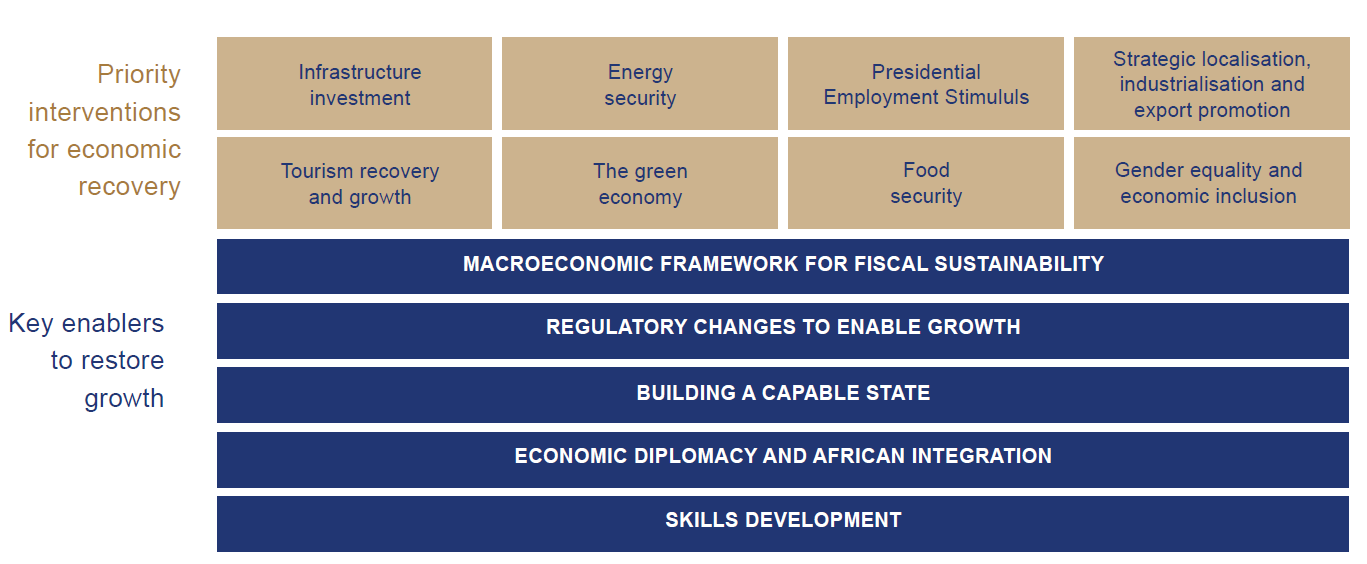 Priority
interventions
for economic
recovery
Infrastructure
investment
Energy
security
Presidential
Employment Stimululs
Strategic localisation,
industrialisation and
export promotion
Tourism recovery
and growth
The green
economy
Food
security
Gender equality and
economic inclusion
Key enablers
to restore
growth
MACROECONOMIC FRAMEWORK FOR FISCAL SUSTAINABILITY
REGULATORY CHANGES TO ENABLE GROWTH
BUILDING A CAPABLE STATE
ECONOMIC DIPLOMACY AND AFRICAN INTEGRATION
SKILLS DEVELOPMENT